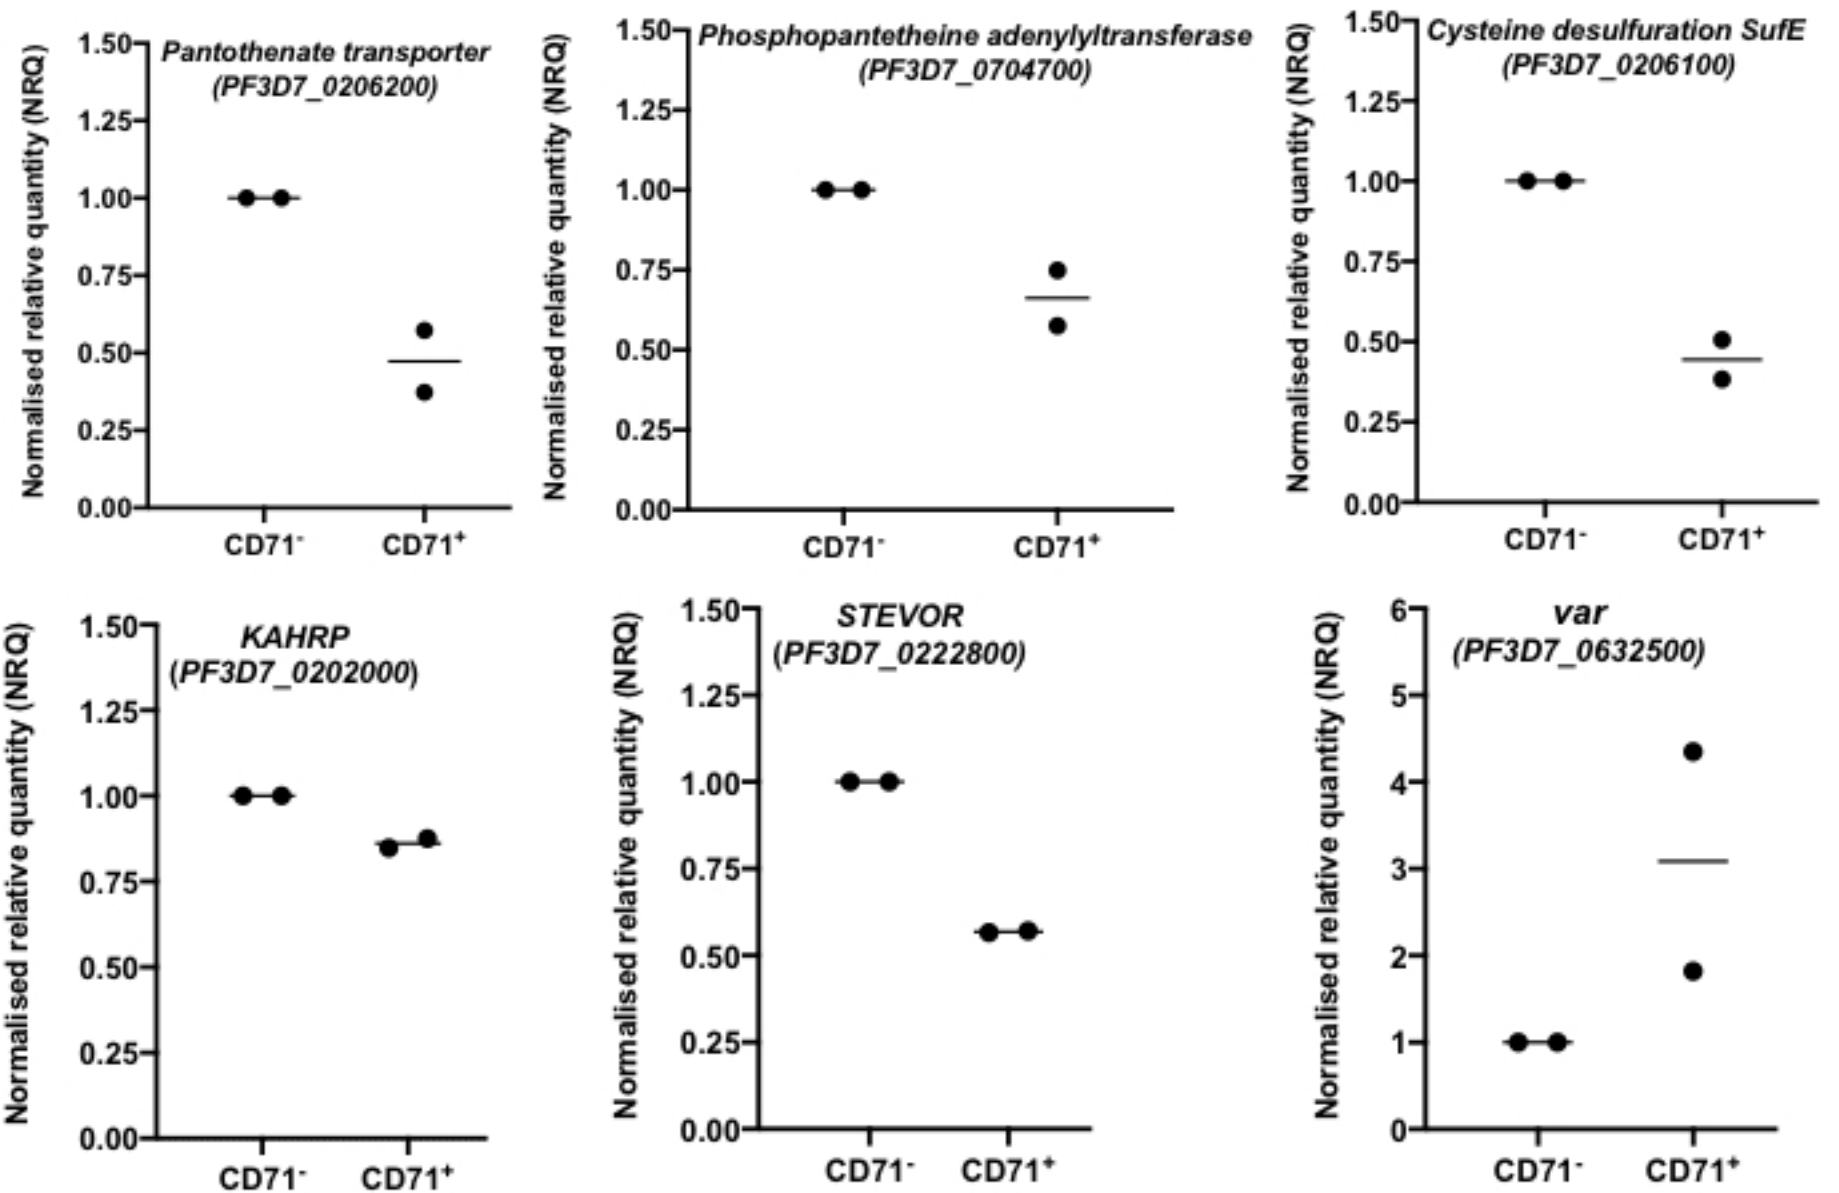 Normalised relative quantity (NRQ)
Pantothenate transporter
(PF3D7_0206200)
1.50
1.25
1.00
0.75
0.50
0.25
0.00
CD71-
CD71+
Normalised relative quantity (NRQ)
Phosphopantetheine adenylyltransferase
(PF3D7_0704700)
1.50
1.25
1.00
0.75
0.50
0.25
0.00
CD71-
CD71+
Normalised relative quantity (NRQ)
Cysteine desulfuration SufE
(PF3D7_0206100)
1.50
1.25
1.00
0.75
0.50
0.25
0.00
CD71-
CD71+
Normalised relative quantity (NRQ)
KAHRP
(PF3D7_0202000)
1.50
1.25
1.00
0.75
0.50
0.25
0.00
CD71-
CD71+
Normalised relative quantity (NRQ)
STEVOR
(PF3D7_0222800)
1.50
1.25
1.00
0.75
0.50
0.25
0.00
CD71-
CD71+
Normalised relative quantity (NRQ)
var
(PF3D7_0632500)
6
5
4
3
2
1
0
CD71-
CD71+